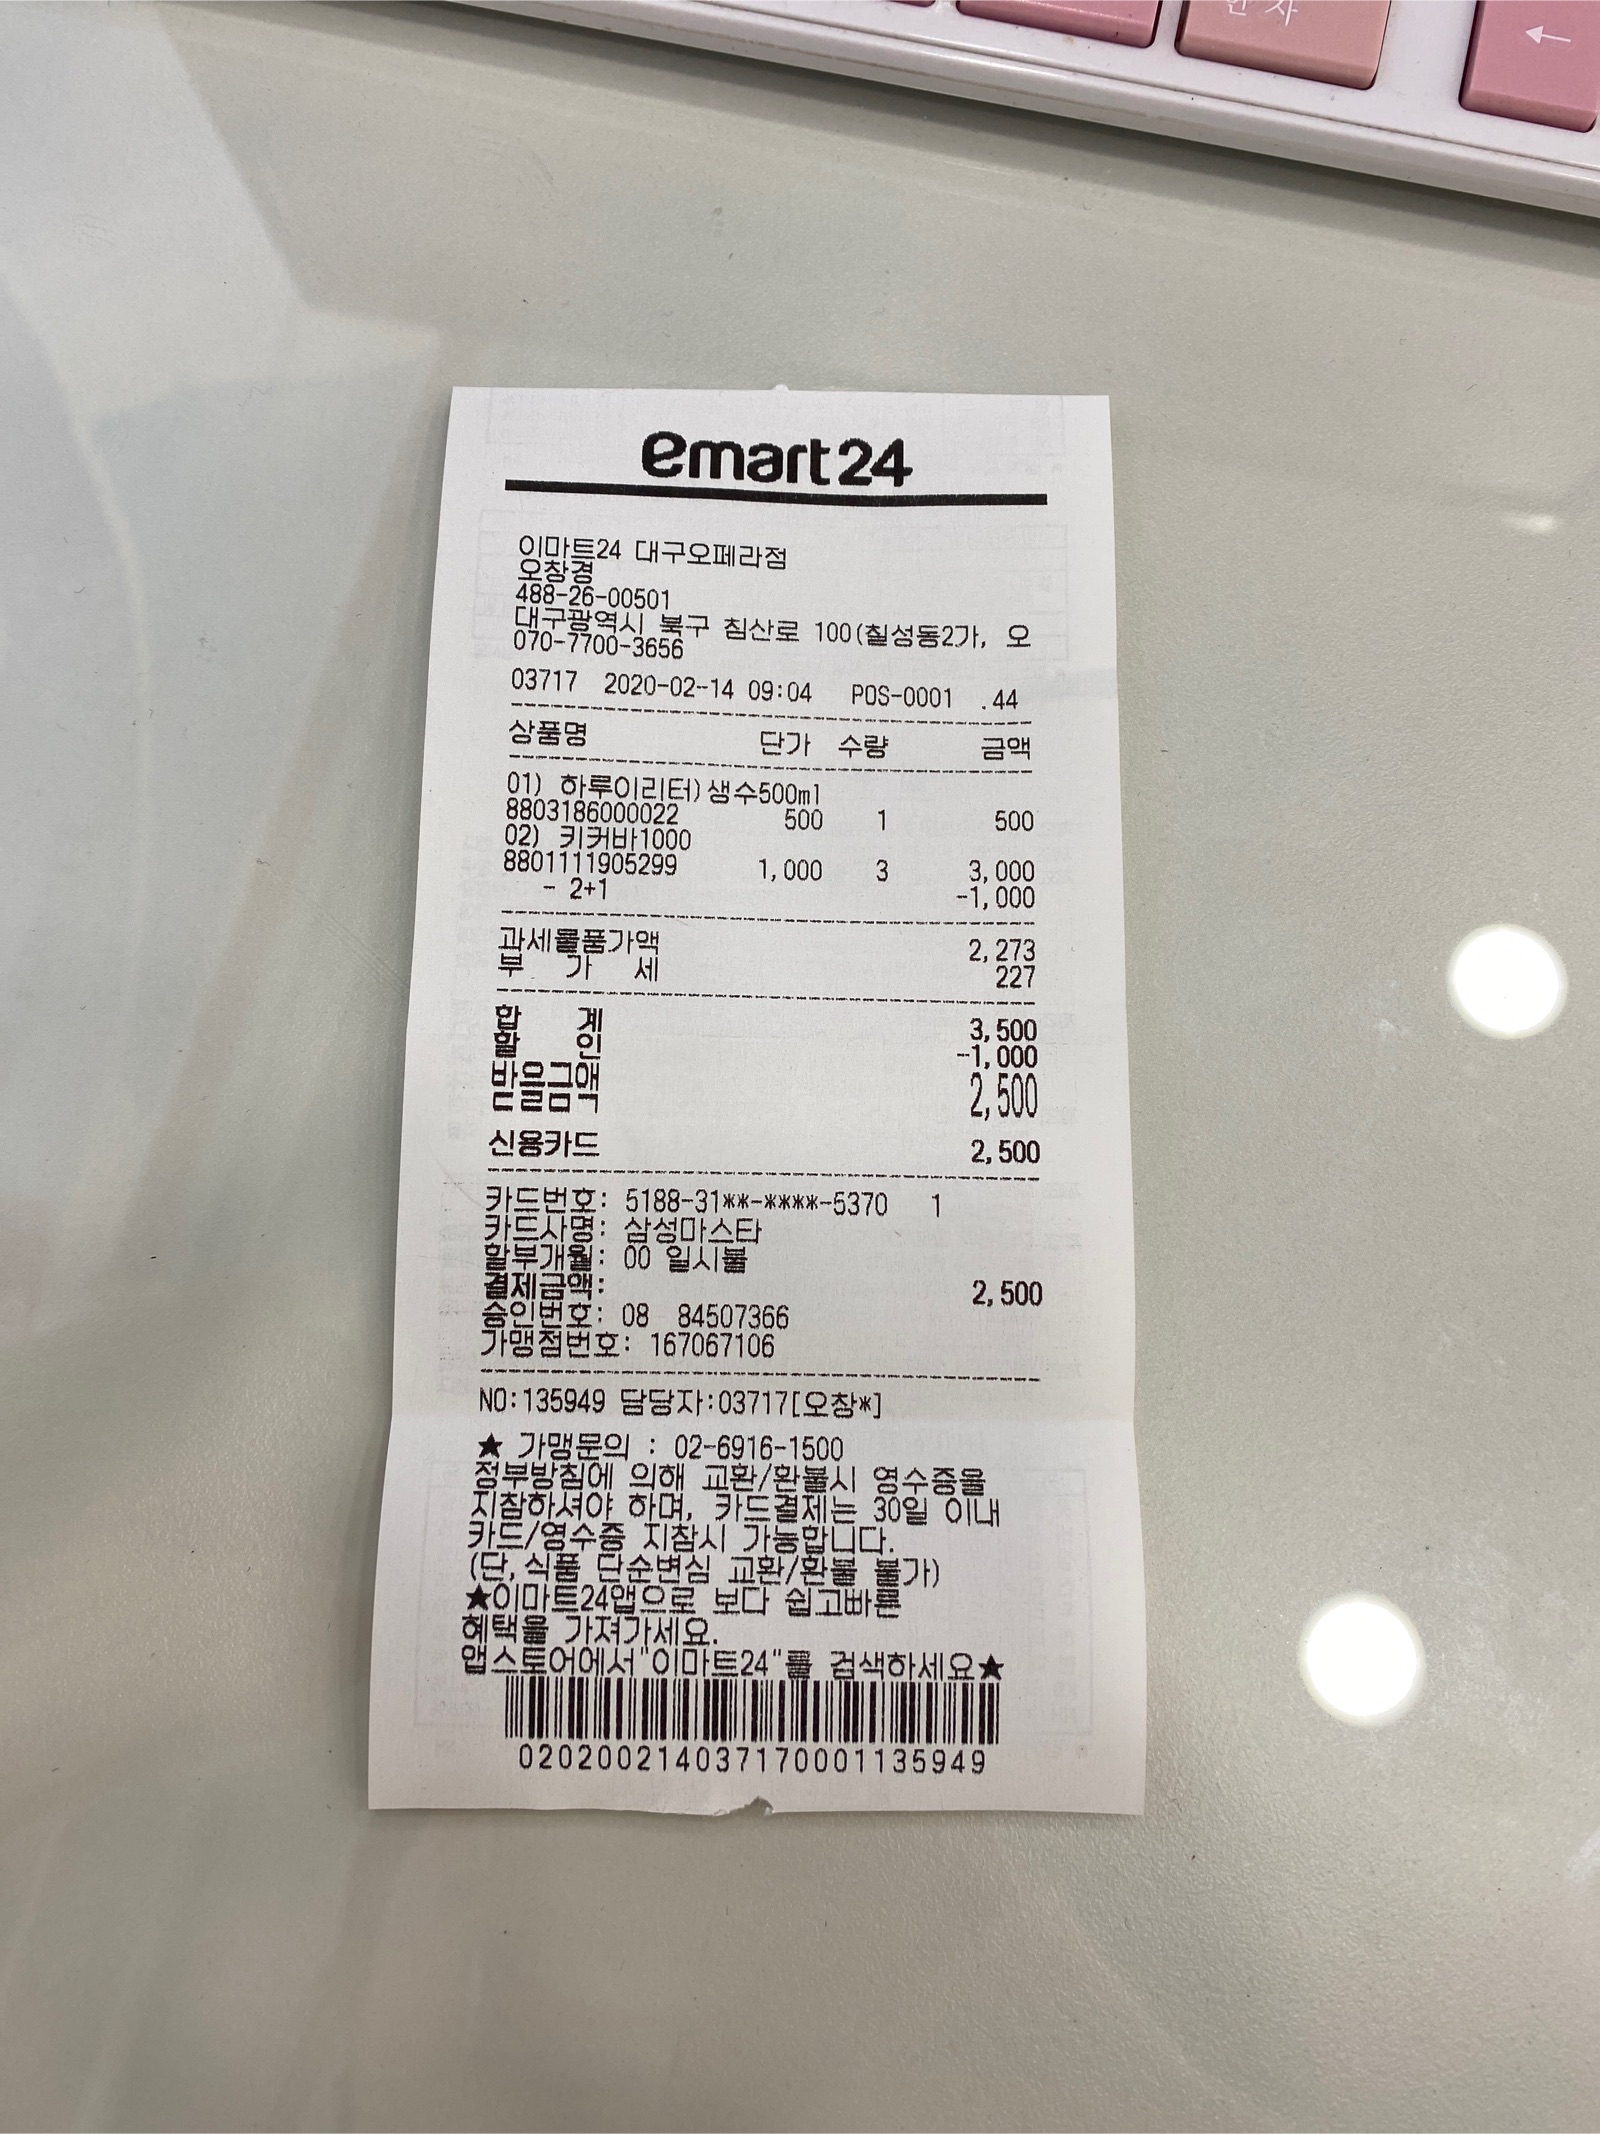 한자
←
emart24
이마트24 대구오페라점
오창경
488-26-00501
대구광역시 북구 침산로 100(칠성동2가, 오
070-7700-3656
03717 2020-02-14 09:04 POS-0001 .44
상품명 단가 수량 금액
01) 하루이리터)생수500ml
8803186000022 500 1 500
02) 키커바1000
8801111905299 1,000 3 3,000
- 2+1 -1,000
과세물품가액 2,273
부 가 세 227
합 계 3,500
할 인 -1,000
받을금액 2,500
신용카드 2,500
카드번호: 5188-31**-****-5370 1
카드사명: 삼성마스타
할부개월: 00 일시불
결제금액: 2,500
승인번호: 08 84507366
가맹점번호: 167067106
NO:135949 담당자:03717[오창*]
★ 가맹문의 : 02-6916-1500
정부방침에 의해 교환/환불시 영수증을
지참하셔야 하며, 카드결제는 30일 이내
카드/영수증 지참시 가능합니다.
(단,식품 단순변심 교환/환불 불가)
★이마트24앱으로 보다 쉽고빠른
혜택을 가져가세요.
앱스토어에서"이마트24"를 검색하세요★
020200214037170001135949